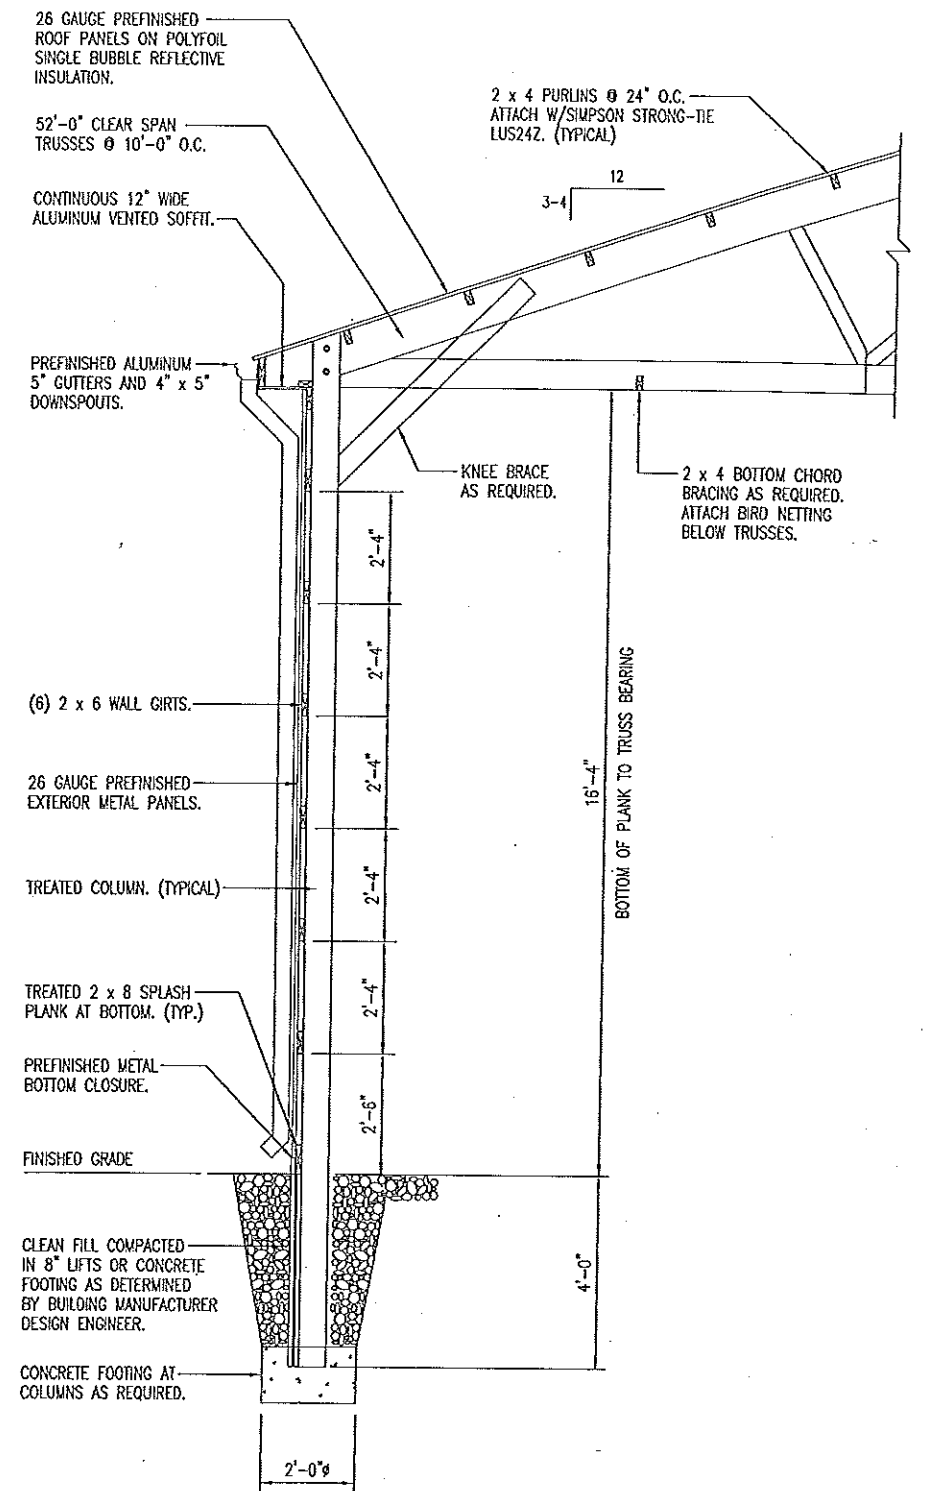 26 GAUGE PREFINISHED
ROOF PANELS ON POLYFOIL
SINGLE BUBBLE REFLECTIVE
INSULATION.
52'-0" CLEAR SPAN
TRUSSES @ 10'-0" O.C.
CONTINUOUS 12" WIDE
ALUMINUM VENTED SOFFIT.
2 x 4 PURLINS @ 24" O.C.
ATTACH W/SIMPSON STRONG-TIE
LUS24Z. (TYPICAL)
12
3-4
PREFINISHED ALUMINUM
5" GUTTERS AND 4" x 5"
DOWNSPOUTS.
KNEE BRACE
AS REQUIRED.
2 x 4 BOTTOM CHORD
BRACING AS REQUIRED.
ATTACH BIRD NETTING
BELOW TRUSSES.
2'-4"
2'-4"
2'-4"
2'-4"
2'-4"
2'-6"
16'-4"
BOTTOM OF PLANK TO TRUSS BEARING
(6) 2 x 6 WALL GIRTS.
26 GAUGE PREFINISHED
EXTERIOR METAL PANELS.
TREATED COLUMN. (TYPICAL)
TREATED 2 x 8 SPLASH
PLANK AT BOTTOM. (TYP.)
PREFINISHED METAL
BOTTOM CLOSURE.
FINISHED GRADE
CLEAN FILL COMPACTED
IN 8" LIFTS OR CONCRETE
FOOTING AS DETERMINED
BY BUILDING MANUFACTURER
DESIGN ENGINEER.
4'-0"
CONCRETE FOOTING AT
COLUMNS AS REQUIRED.
2'-0"ø